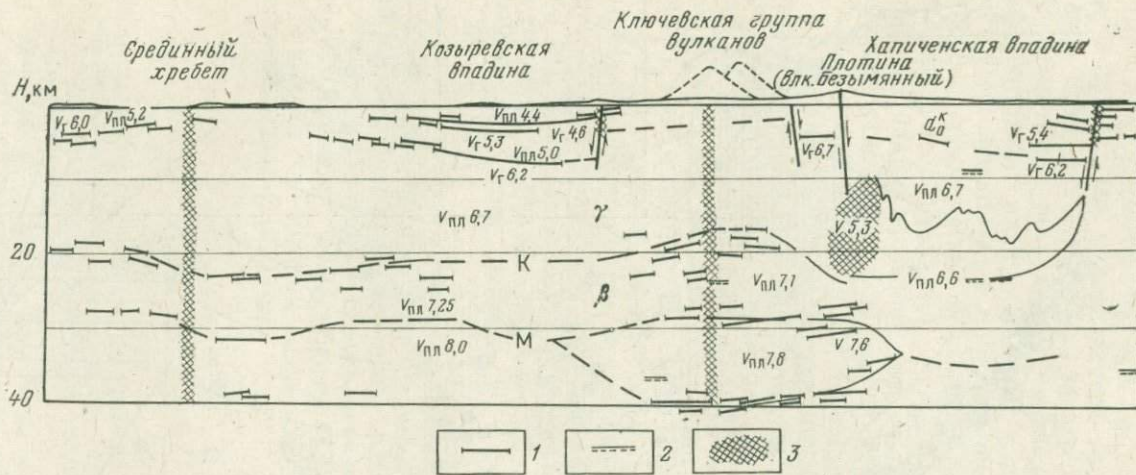 Срединный
хребет
Козыревская
впадина
Ключевская группа
вулканов
Хапиченская впадина
Плотина
(влк. безымянный)
H, км
Vг 6,0
Vпл 5,2
Vпл 4,4
Vг 5,3
Vг 4,6
Vпл 5,0
Vг 6,2
Vг 6,7
dᵏ₀
Vг 5,4
Vг 6,2
Vпл 6,7
Vпл 6,7
γ
V 5,3
20
K
Vпл 6,6
Vпл 7,1
β
Vпл 7,25
M
Vпл 8,0
Vпл 7,8
V 7,6
40
1
2
3